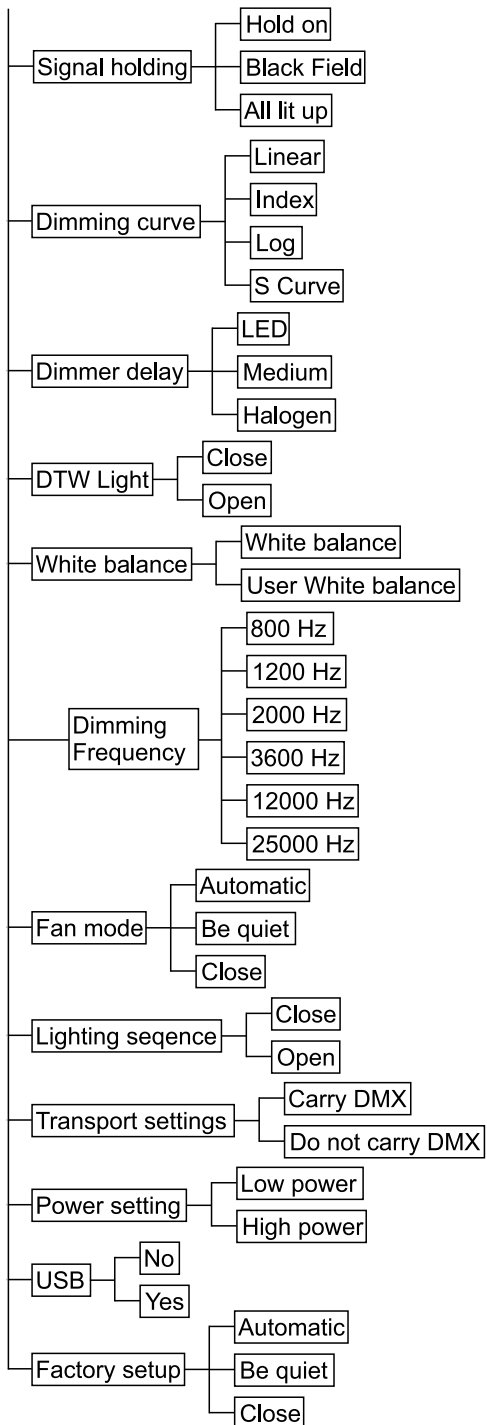 Signal holding
Hold on
Black Field
All lit up
Dimming curve
Linear
Index
Log
S Curve
Dimmer delay
LED
Medium
Halogen
DTW Light
Close
Open
White balance
White balance
User White balance
Dimming
Frequency
800 Hz
1200 Hz
2000 Hz
3600 Hz
12000 Hz
25000 Hz
Fan mode
Automatic
Be quiet
Close
Lighting seqence
Close
Open
Transport settings
Carry DMX
Do not carry DMX
Power setting
Low power
High power
USB
No
Yes
Factory setup
Automatic
Be quiet
Close